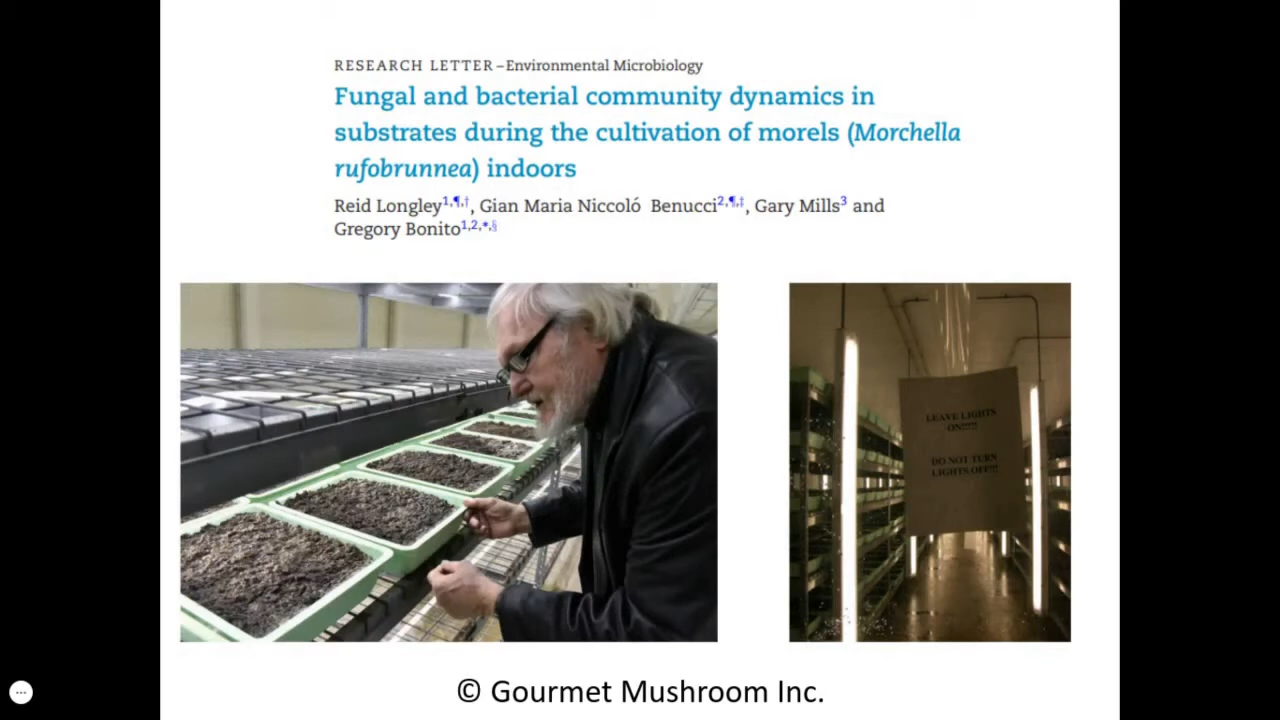 RESEARCH LETTER – Environmental Microbiology
Fungal and bacterial community dynamics in
substrates during the cultivation of morels (Morchella
rufobrunnea) indoors
Reid Longley1,¶,†, Gian Maria Niccoló Benucci2,¶,‡, Gary Mills3 and
Gregory Bonito1,2,*,§
LEAVE LIGHTS
ON!!!!!
DO NOT TURN
LIGHTS OFF!!!
© Gourmet Mushroom Inc.